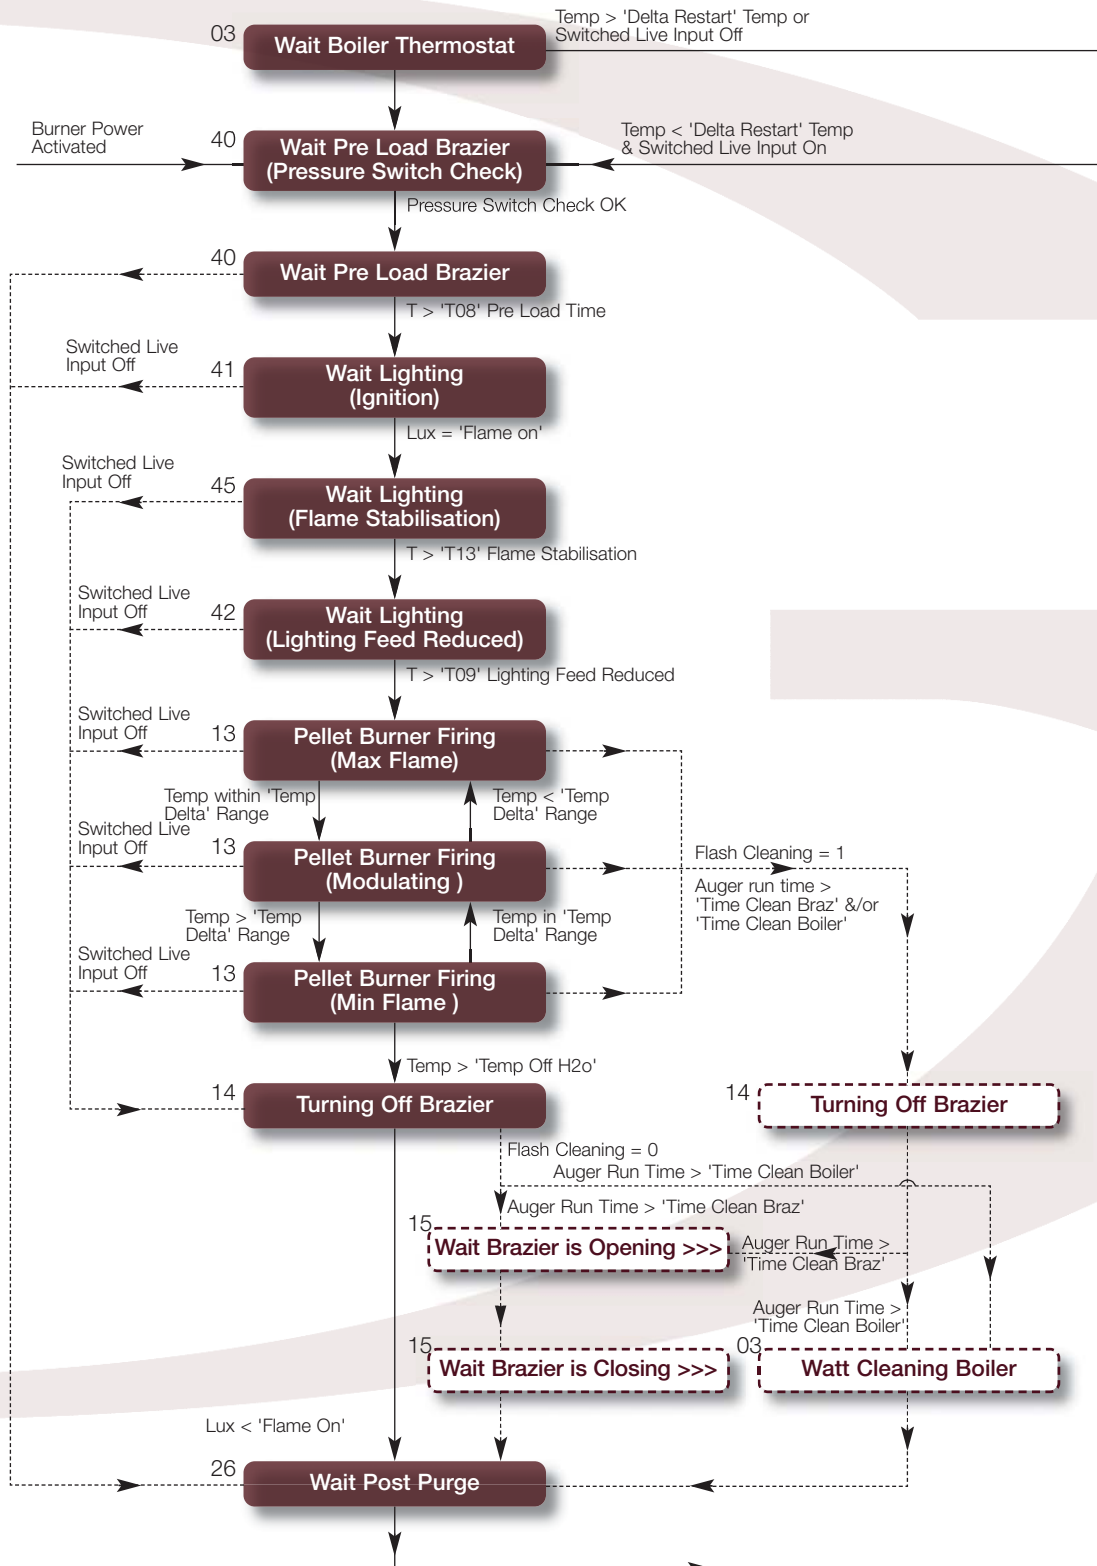 Temp > 'Delta Restart' Temp or
Switched Live Input Off
03
Wait Boiler Thermostat
Burner Power
Activated
40
Wait Pre Load Brazier
(Pressure Switch Check)
Temp < 'Delta Restart' Temp
& Switched Live Input On
Pressure Switch Check OK
40
Wait Pre Load Brazier
T > 'T08' Pre Load Time
Switched Live
Input Off
41
Wait Lighting
(Ignition)
Lux = 'Flame on'
Switched Live
Input Off
45
Wait Lighting
(Flame Stabilisation)
T > 'T13' Flame Stabilisation
Switched Live
Input Off
42
Wait Lighting
(Lighting Feed Reduced)
T > 'T09' Lighting Feed Reduced
Switched Live
Input Off
13
Pellet Burner Firing
(Max Flame)
Temp within 'Temp
Delta' Range
Temp < 'Temp
Delta' Range
Switched Live
Input Off
13
Pellet Burner Firing
(Modulating )
Flash Cleaning = 1
Auger run time >
'Time Clean Braz' &/or
'Time Clean Boiler'
Temp > 'Temp
Delta' Range
Temp in 'Temp
Delta' Range
Switched Live
Input Off
13
Pellet Burner Firing
(Min Flame )
Temp > 'Temp Off H2o'
14
Turning Off Brazier
14
Turning Off Brazier
Flash Cleaning = 0
Auger Run Time > 'Time Clean Boiler'
Auger Run Time > 'Time Clean Braz'
15
Wait Brazier is Opening >>>
Auger Run Time >
'Time Clean Braz'
Auger Run Time >
'Time Clean Boiler'
15
Wait Brazier is Closing >>>
03
Watt Cleaning Boiler
Lux < 'Flame On'
26
Wait Post Purge